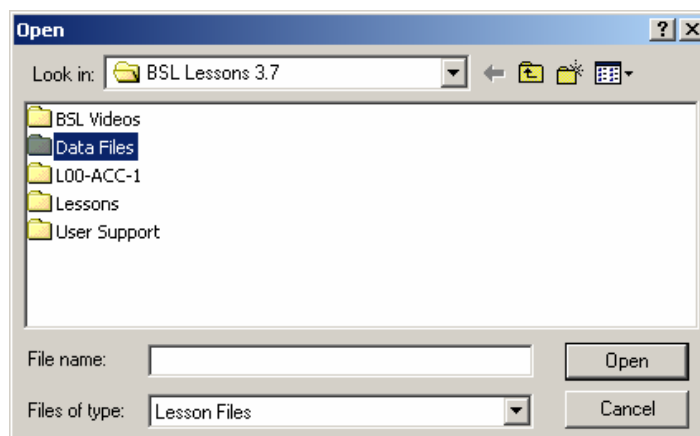 Open
Look in: BSL Lessons 3.7
BSL Videos
Data Files
L00-ACC-1
Lessons
User Support
File name: Open
Files of type: Lesson Files Cancel